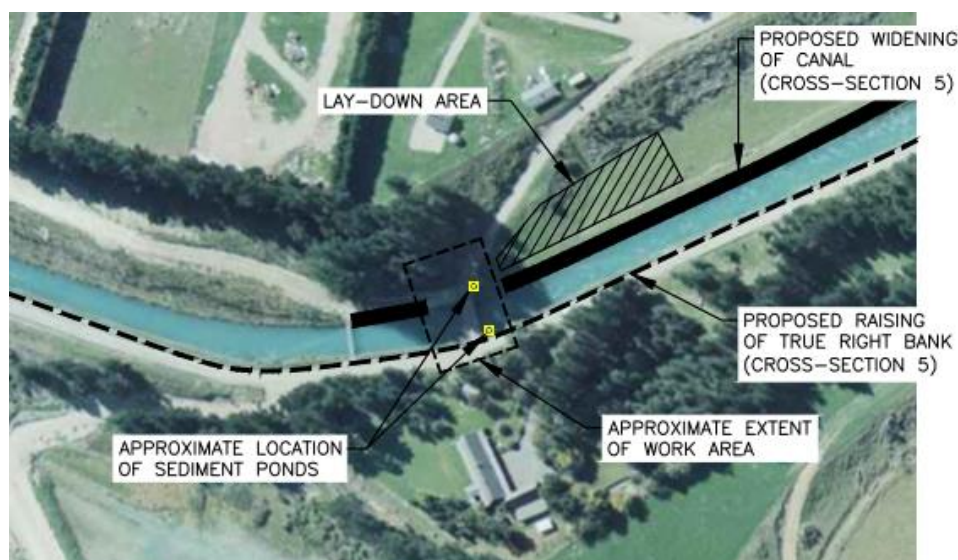 PROPOSED WIDENING
OF CANAL
(CROSS-SECTION 5)
LAY-DOWN AREA
PROPOSED RAISING
OF TRUE RIGHT BANK
(CROSS-SECTION 5)
APPROXIMATE LOCATION
OF SEDIMENT PONDS
APPROXIMATE EXTENT
OF WORK AREA